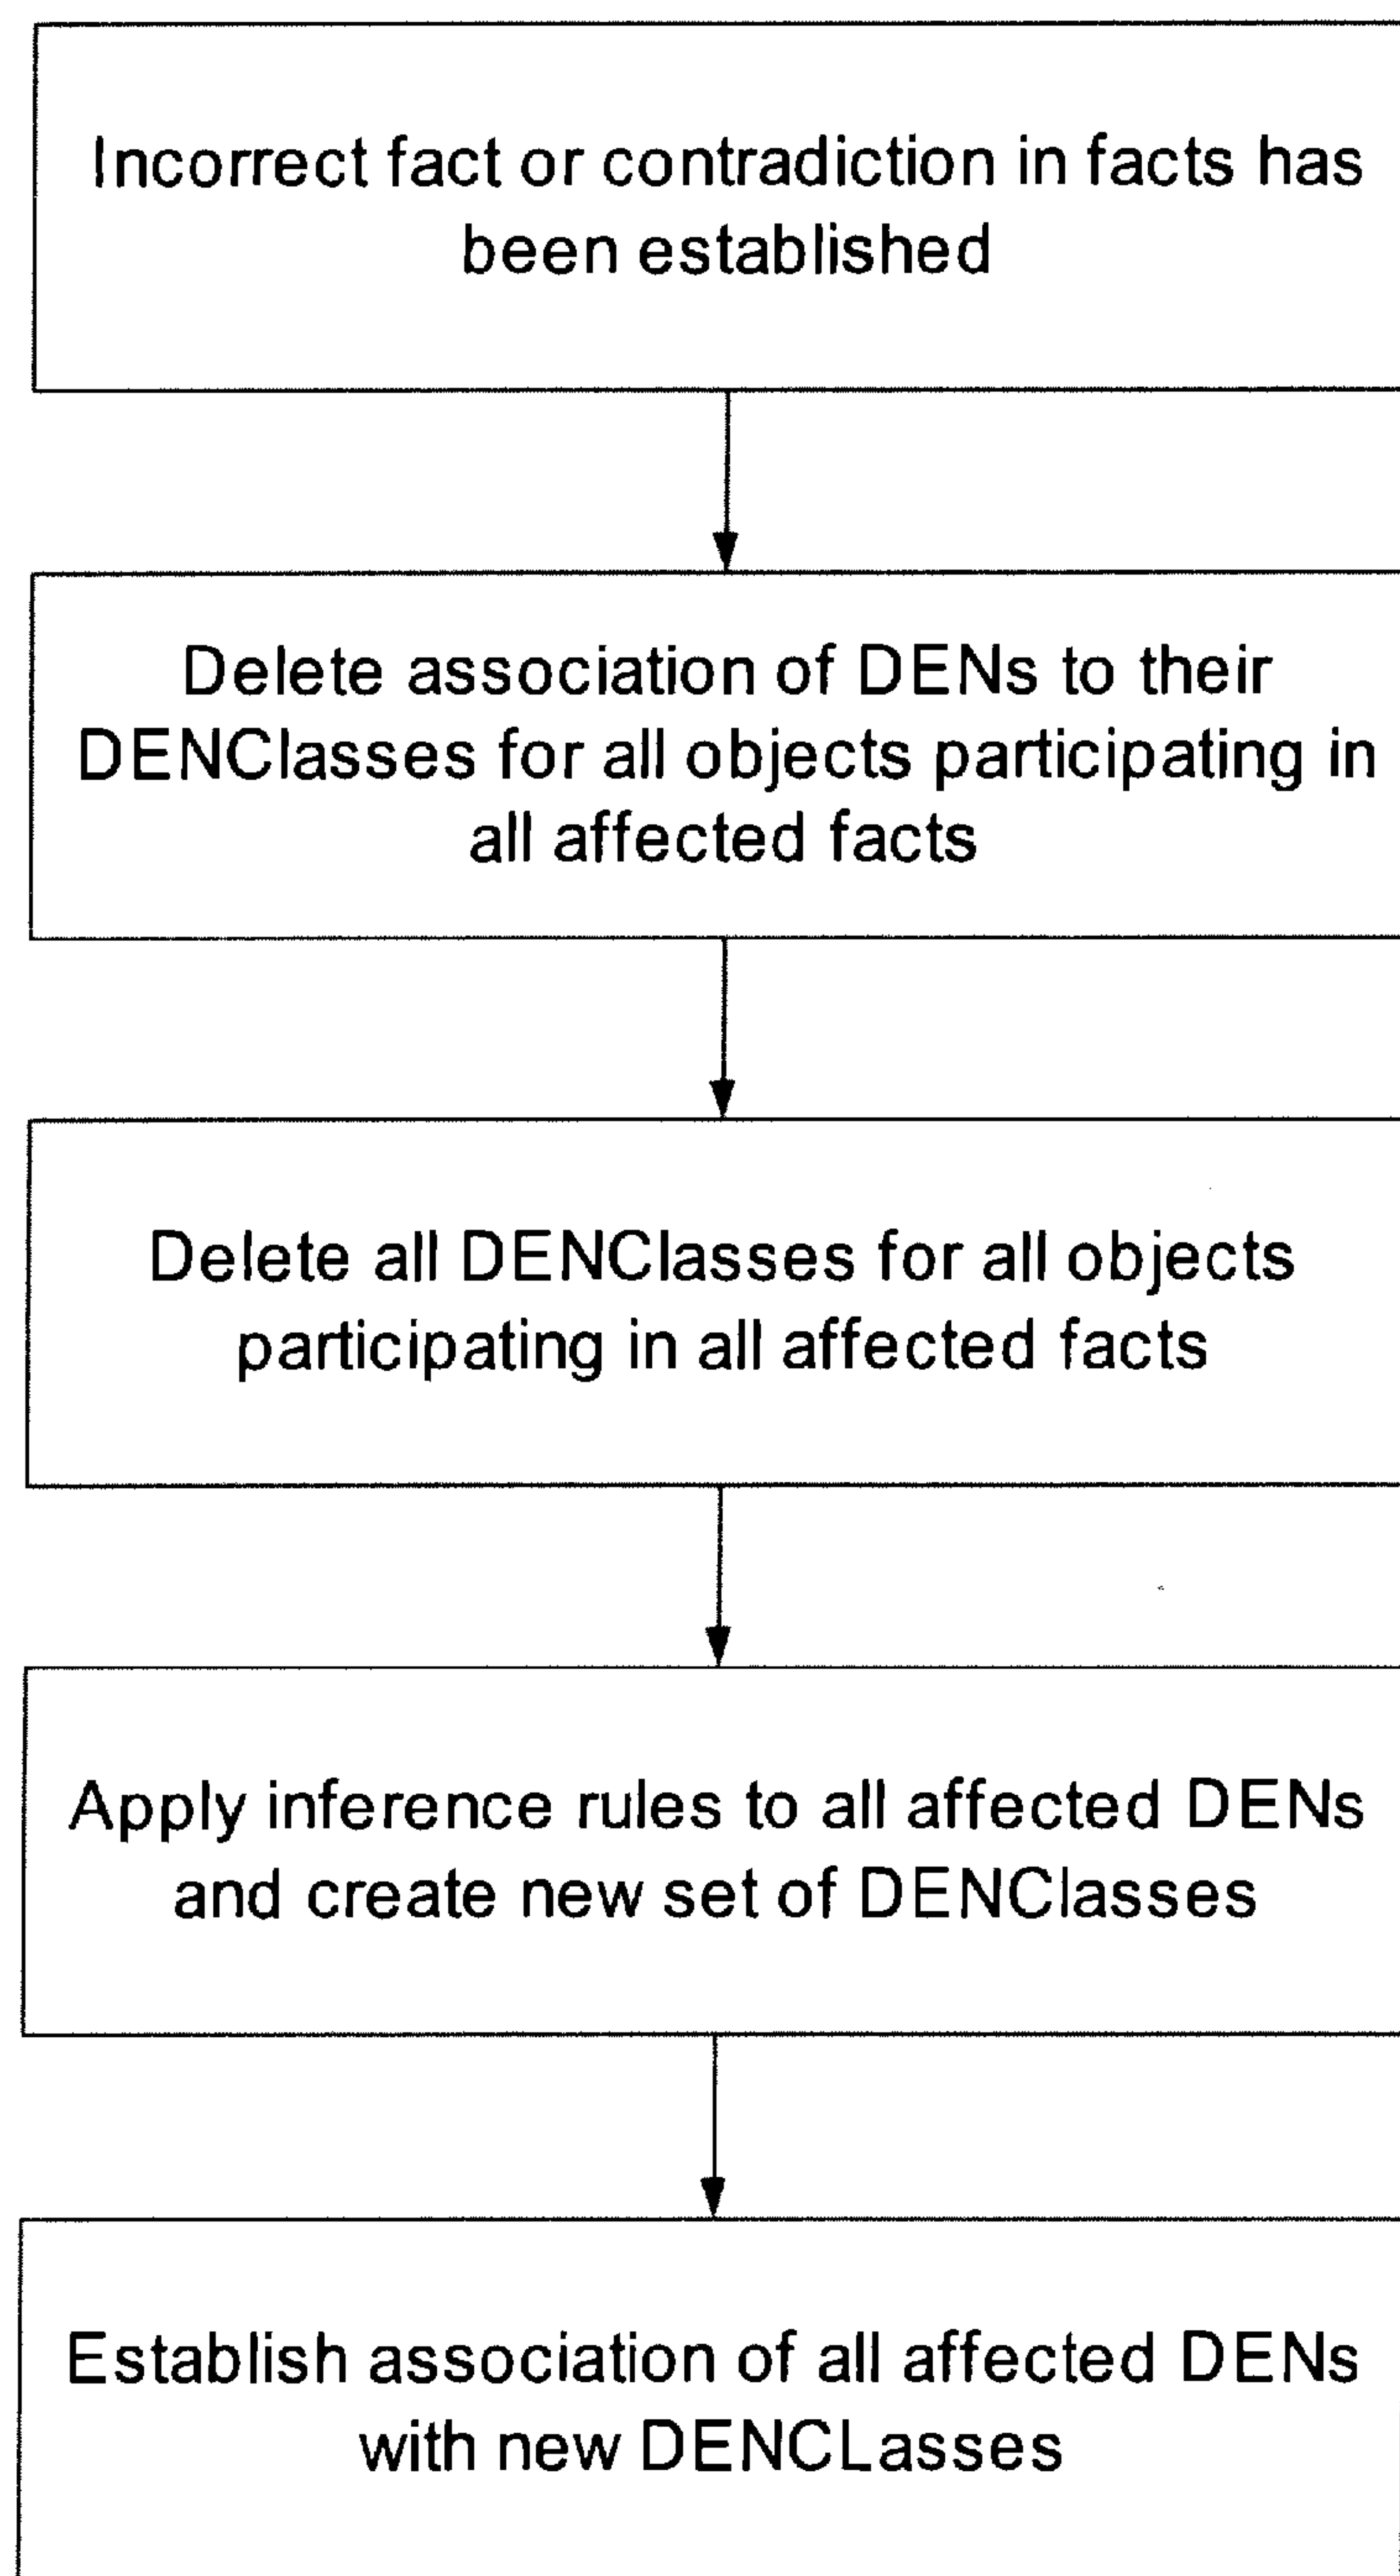 Incorrect fact or contradiction in facts has
been established
Delete association of DENs to their
DENClasses for all objects participating in
all affected facts
Delete all DENClasses for all objects
participating in all affected facts
Apply inference rules to all affected DENs
and create new set of DENClasses
Establish association of all affected DENs
with new DENCLasses